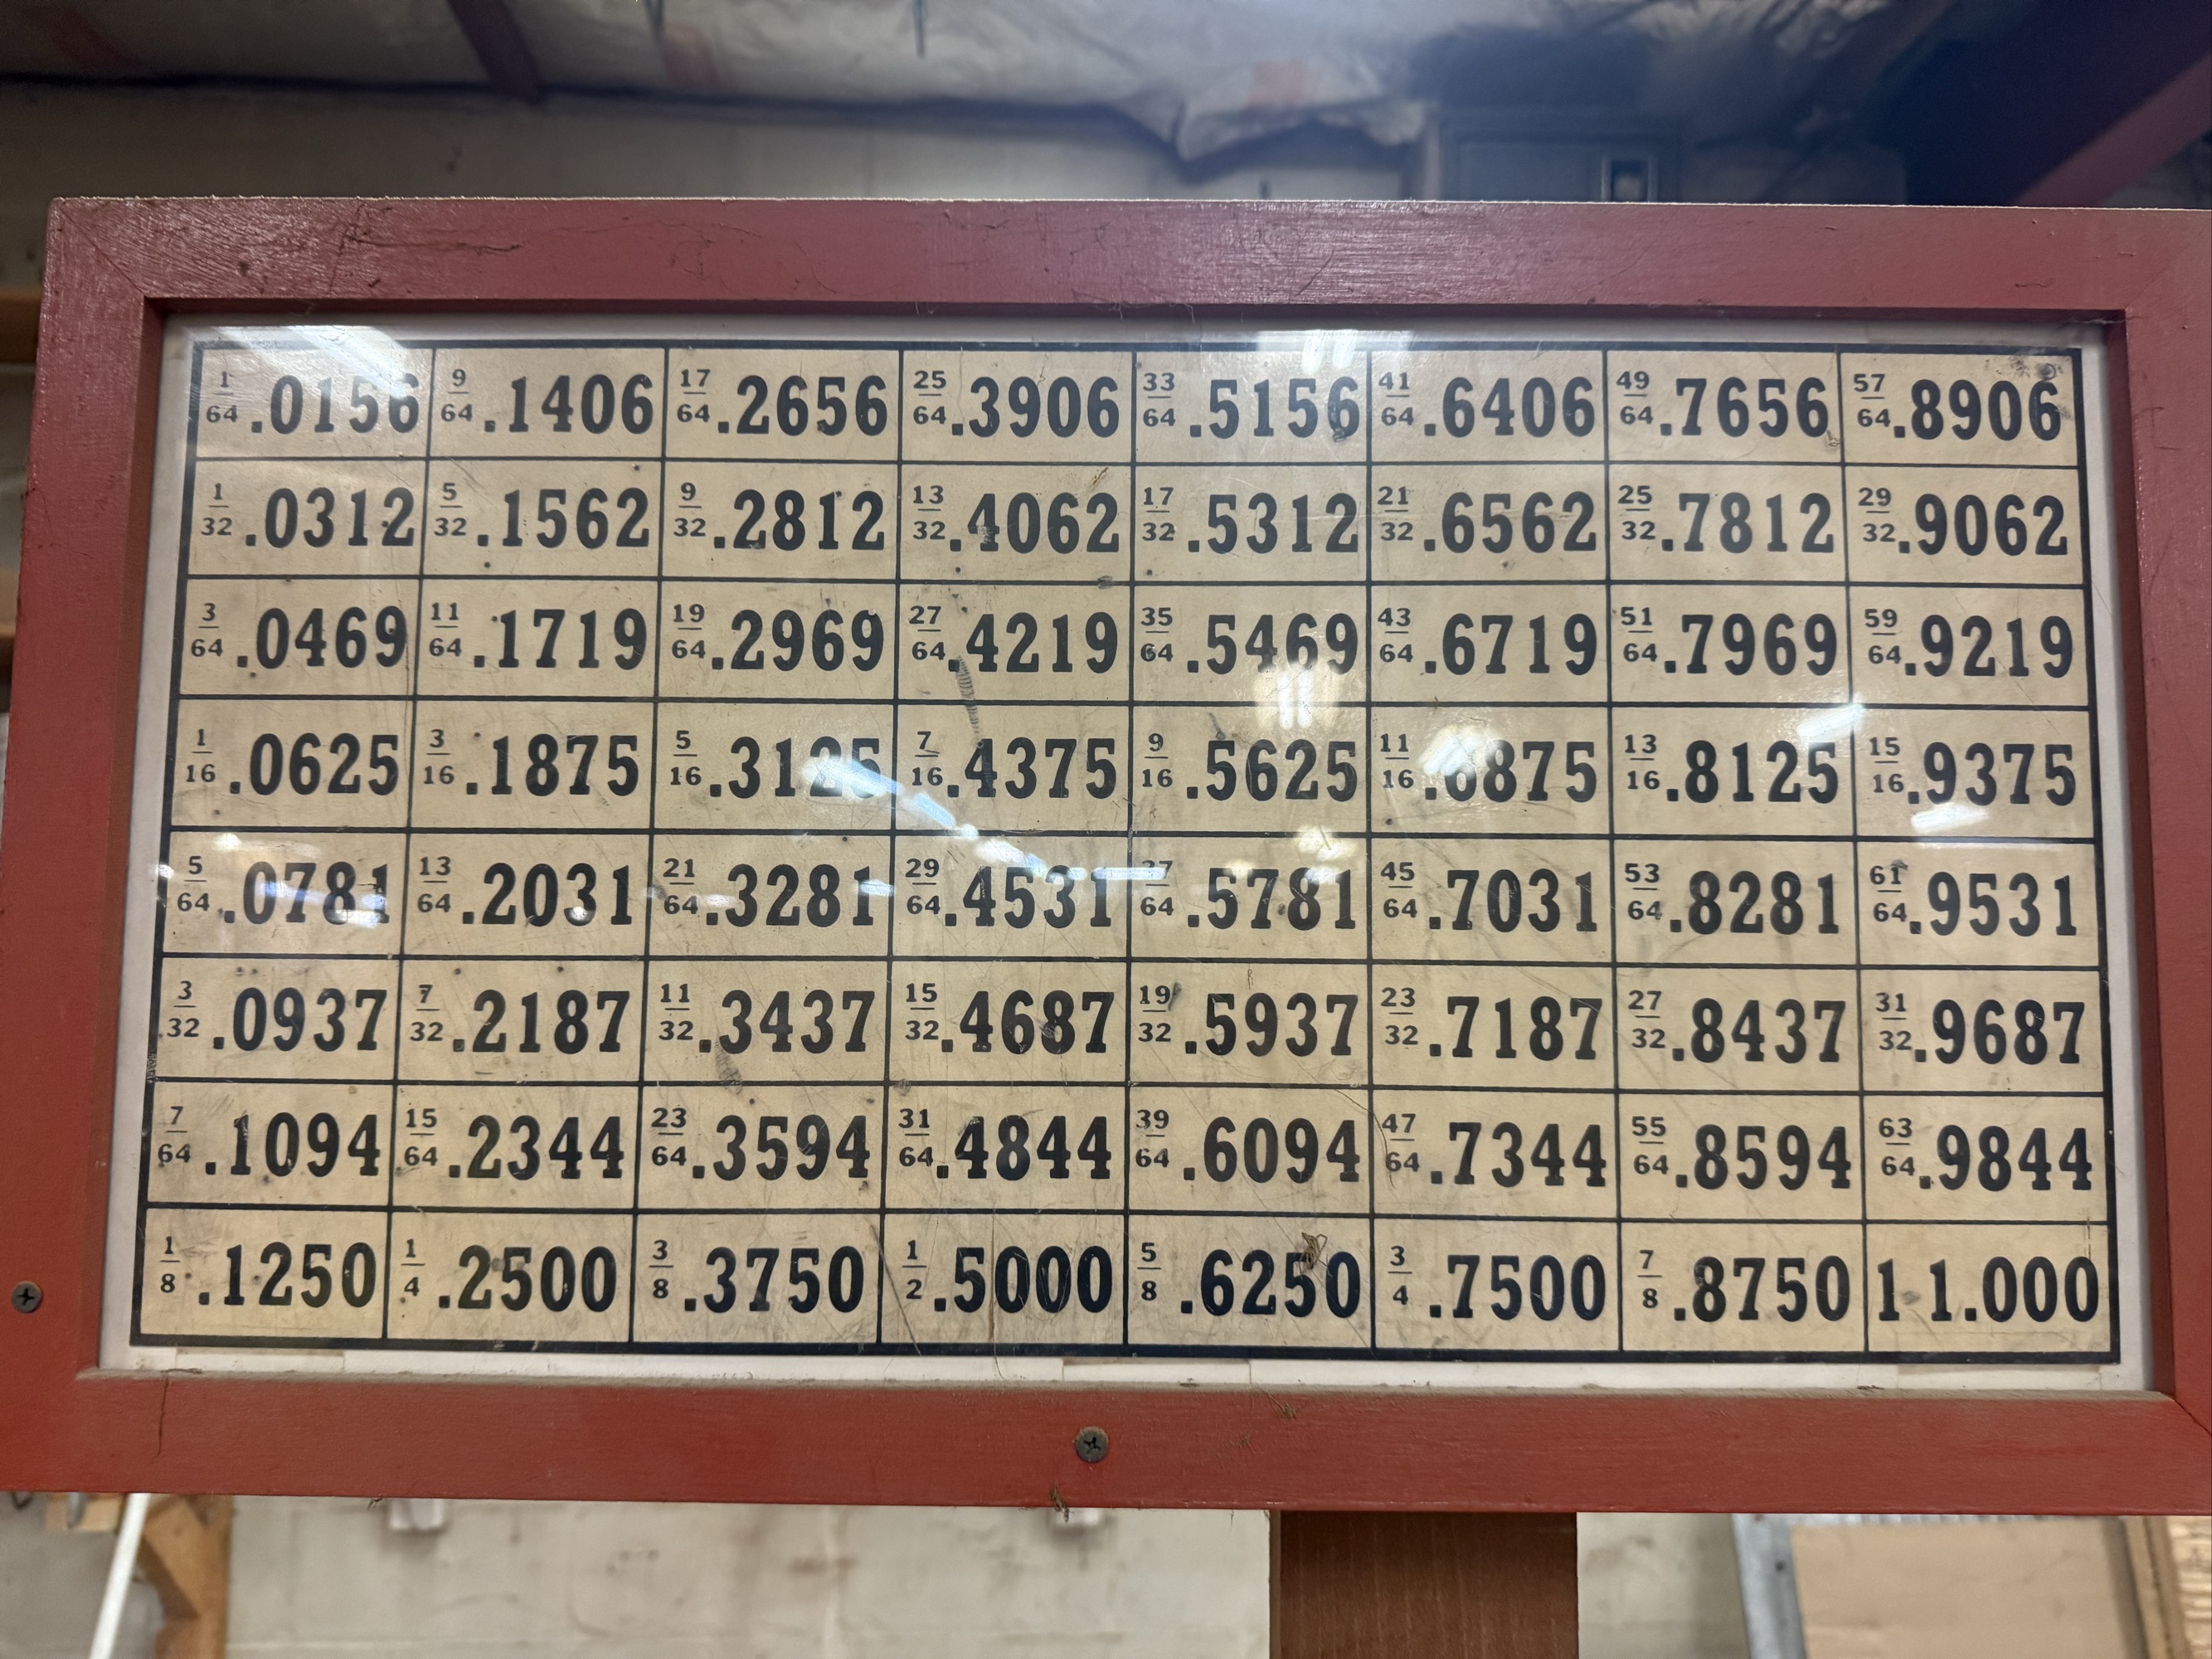 1/64 .0156 9/64 .1406 17/64 .2656 25/64 .3906 33/64 .5156 41/64 .6406 49/64 .7656 57/64 .8906
1/32 .0312 5/32 .1562 9/32 .2812 13/32 .4062 17/32 .5312 21/32 .6562 25/32 .7812 29/32 .9062
3/64 .0469 11/64 .1719 19/64 .2969 27/64 .4219 35/64 .5469 43/64 .6719 51/64 .7969 59/64 .9219
1/16 .0625 3/16 .1875 5/16 .3125 7/16 .4375 9/16 .5625 11/16 .6875 13/16 .8125 15/16 .9375
5/64 .0781 13/64 .2031 21/64 .3281 29/64 .4531 37/64 .5781 45/64 .7031 53/64 .8281 61/64 .9531
3/32 .0937 7/32 .2187 11/32 .3437 15/32 .4687 19/32 .5937 23/32 .7187 27/32 .8437 31/32 .9687
7/64 .1094 15/64 .2344 23/64 .3594 31/64 .4844 39/64 .6094 47/64 .7344 55/64 .8594 63/64 .9844
1/8 .1250 1/4 .2500 3/8 .3750 1/2 .5000 5/8 .6250 3/4 .7500 7/8 .8750 1 1.000